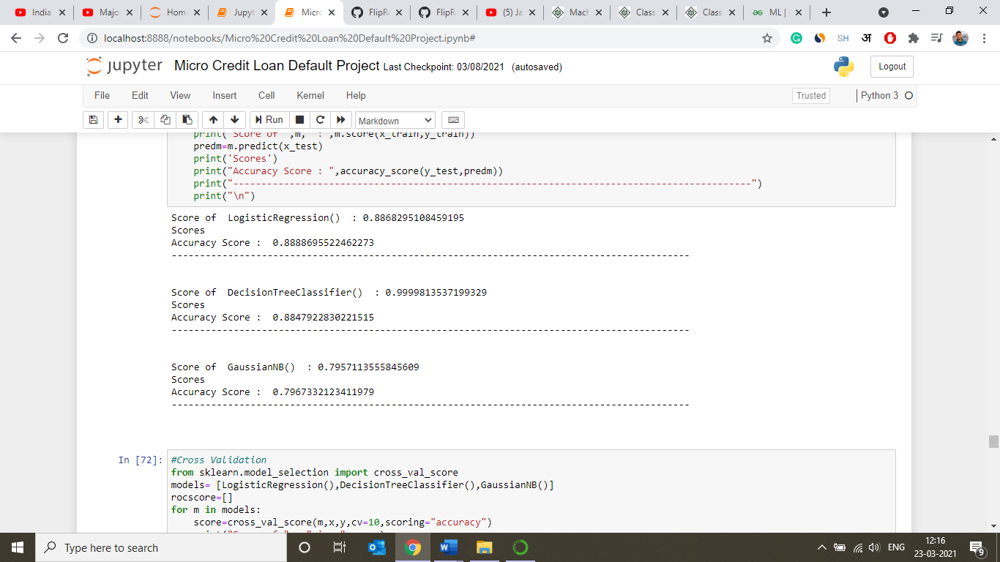 India
Majo
Hom
Jupyt
Micro
FlipR
FlipR
(5) Ja
Mach
Class
Class
ML |
localhost:8888/notebooks/Micro%20Credit%20Loan%20Default%20Project.ipynb#
SH
अ
jupyter Micro Credit Loan Default Project Last Checkpoint: 03/08/2021 (autosaved)
Logout
File Edit View Insert Cell Kernel Help
Trusted
Python 3
Run
Markdown
print("Score of ",m," : ",m.score(x_train,y_train))
predm=m.predict(x_test)
print('Scores')
print("Accuracy Score : ",accuracy_score(y_test,predm))
print("--------------------------------------------------------------------------------------------")
print("\n")
Score of  LogisticRegression()  : 0.8868295108459195
Scores
Accuracy Score :  0.8888695522462273
--------------------------------------------------------------------------------------------
Score of  DecisionTreeClassifier()  : 0.9999813537199329
Scores
Accuracy Score :  0.8847922830221515
--------------------------------------------------------------------------------------------
Score of  GaussianNB()  : 0.7957113555845609
Scores
Accuracy Score :  0.7967332123411979
--------------------------------------------------------------------------------------------
In [72]:
#Cross Validation
from sklearn.model_selection import cross_val_score
models= [LogisticRegression(),DecisionTreeClassifier(),GaussianNB()]
rocscore=[]
for m in models:
score=cross_val_score(m,x,y,cv=10,scoring="accuracy")
Type here to search
ENG
12:16
23-03-2021
9